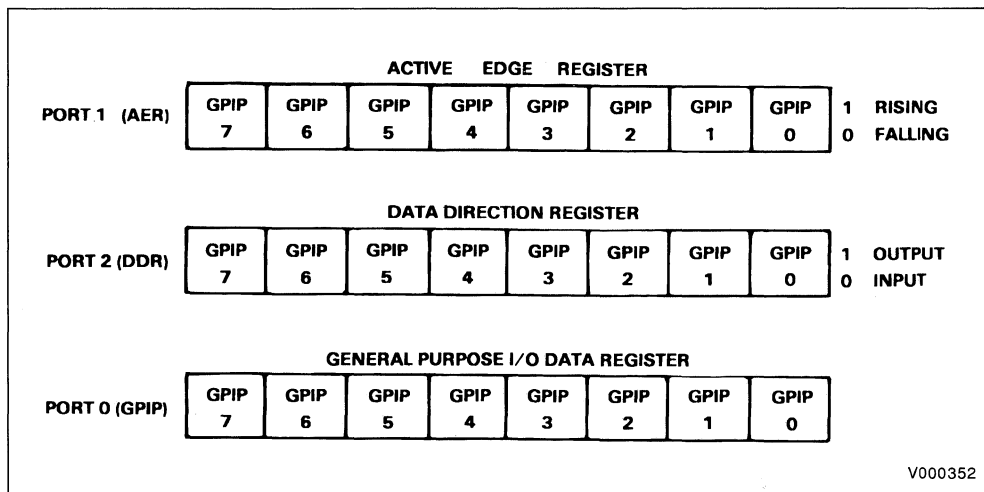 ACTIVE EDGE REGISTER
PORT 1 (AER) GPIP 7 GPIP 6 GPIP 5 GPIP 4 GPIP 3 GPIP 2 GPIP 1 GPIP 0 1 RISING
0 FALLING
DATA DIRECTION REGISTER
PORT 2 (DDR) GPIP 7 GPIP 6 GPIP 5 GPIP 4 GPIP 3 GPIP 2 GPIP 1 GPIP 0 1 OUTPUT
0 INPUT
GENERAL PURPOSE I/O DATA REGISTER
PORT 0 (GPIP) GPIP 7 GPIP 6 GPIP 5 GPIP 4 GPIP 3 GPIP 2 GPIP 1 GPIP 0
V000352